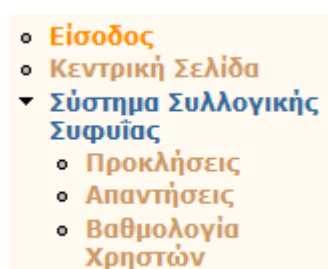 Είσοδος
Κεντρική Σελίδα
Σύστημα Συλλογικής
Συφυΐας
Προκλήσεις
Απαντήσεις
Βαθμολογία
Χρηστών